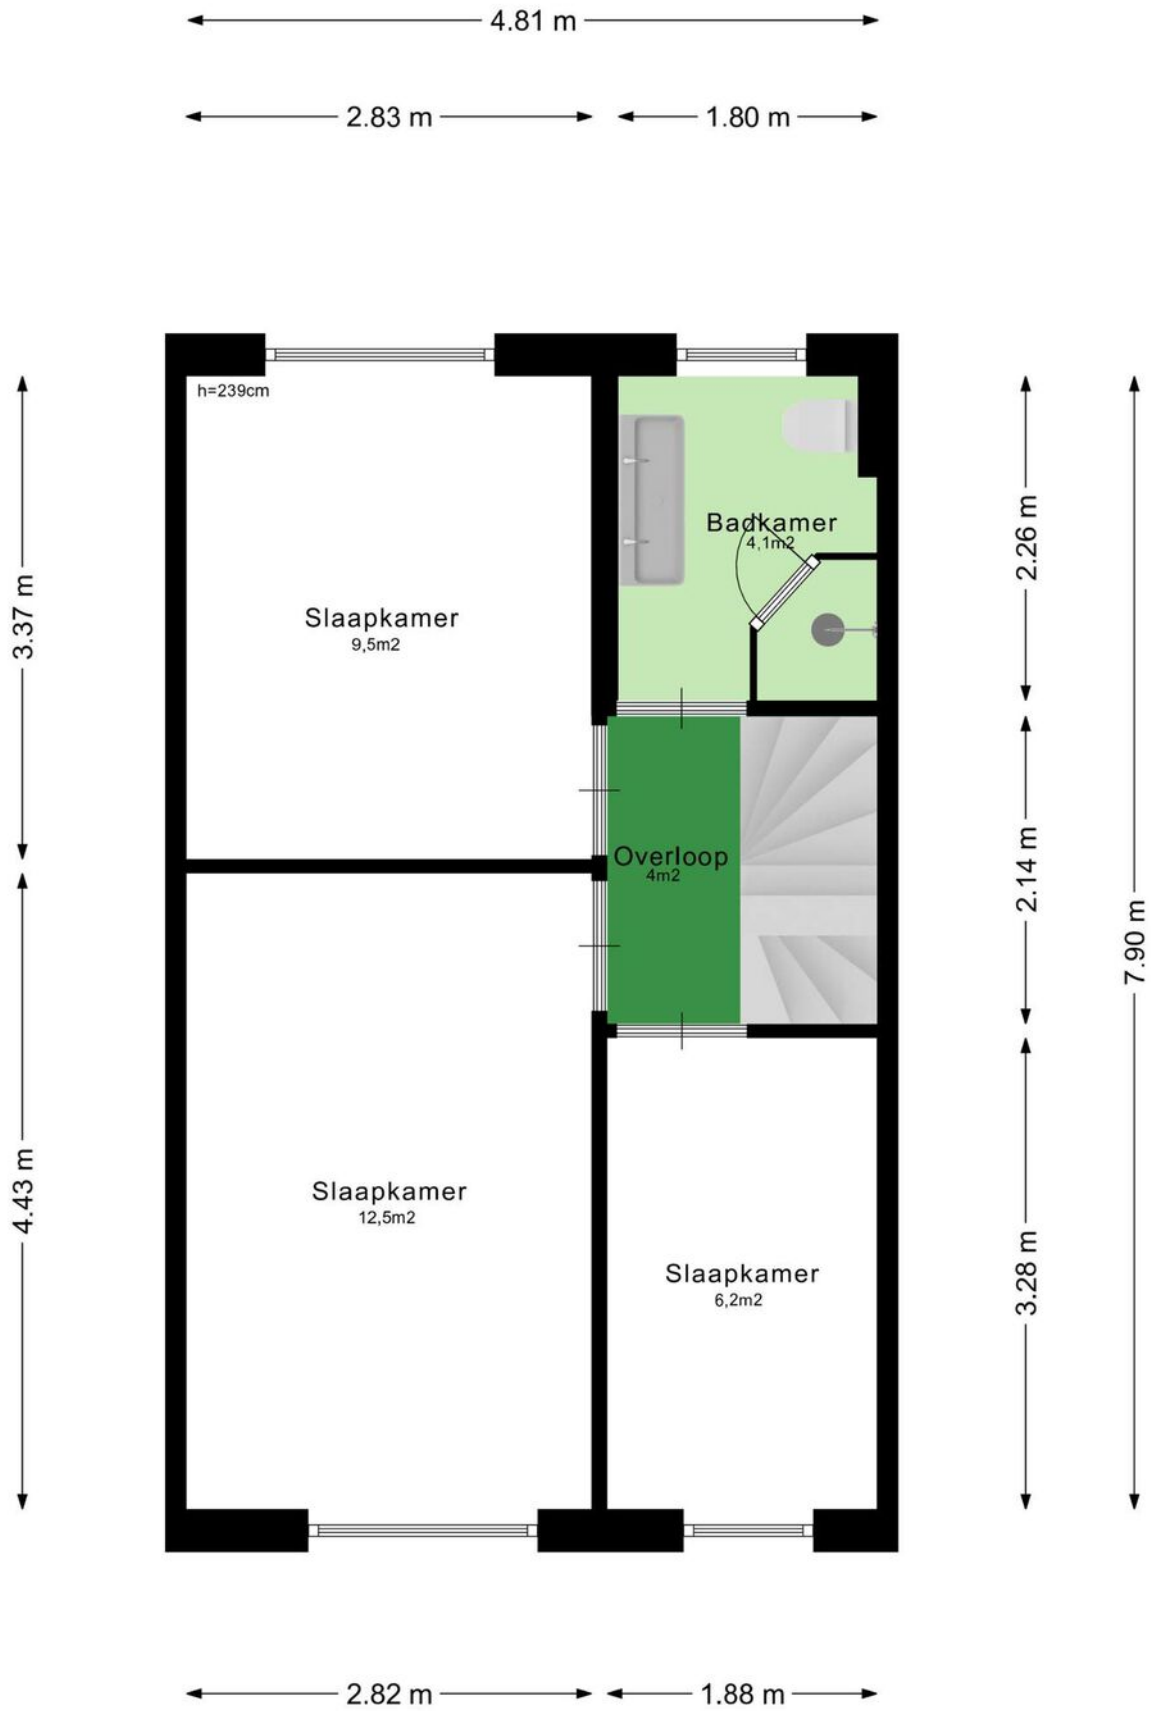 4.81 m
2.83 m
1.80 m
h=239cm
Badkamer
4,1m2
2.26 m
3.37 m
Slaapkamer
9,5m2
Overloop
4m2
2.14 m
7.90 m
4.43 m
Slaapkamer
12,5m2
Slaapkamer
6,2m2
3.28 m
2.82 m
1.88 m